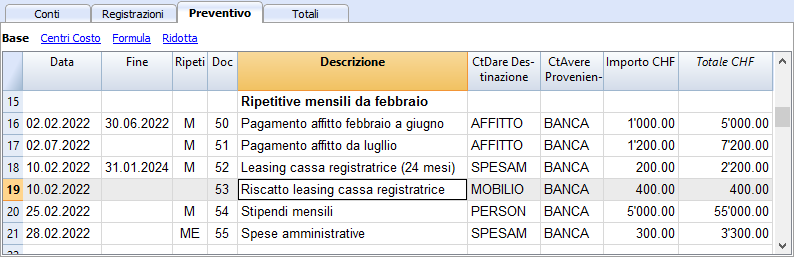 Conti Registrazioni Preventivo Totali
Base Centri Costo Formula Ridotta
Data Fine Ripeti Doc Descrizione CtDare Des- CtAvere Importo CHF Totale CHF
tinazione Provenien-
15 Ripetitive mensili da febbraio
16 02.02.2022 30.06.2022 M 50 Pagamento affitto febbraio a giugno AFFITTO BANCA 1'000.00 5'000.00
17 02.07.2022 M 51 Pagamento affitto da lugllio AFFITTO BANCA 1'200.00 7'200.00
18 10.02.2022 31.01.2024 M 52 Leasing cassa registratrice (24 mesi) SPESAM BANCA 200.00 2'200.00
19 10.02.2022 53 Riscatto leasing cassa registratrice MOBILIO BANCA 400.00 400.00
20 25.02.2022 M 54 Stipendi mensili PERSON BANCA 5'000.00 55'000.00
21 28.02.2022 ME 55 Spese amministrative SPESAM BANCA 300.00 3'300.00